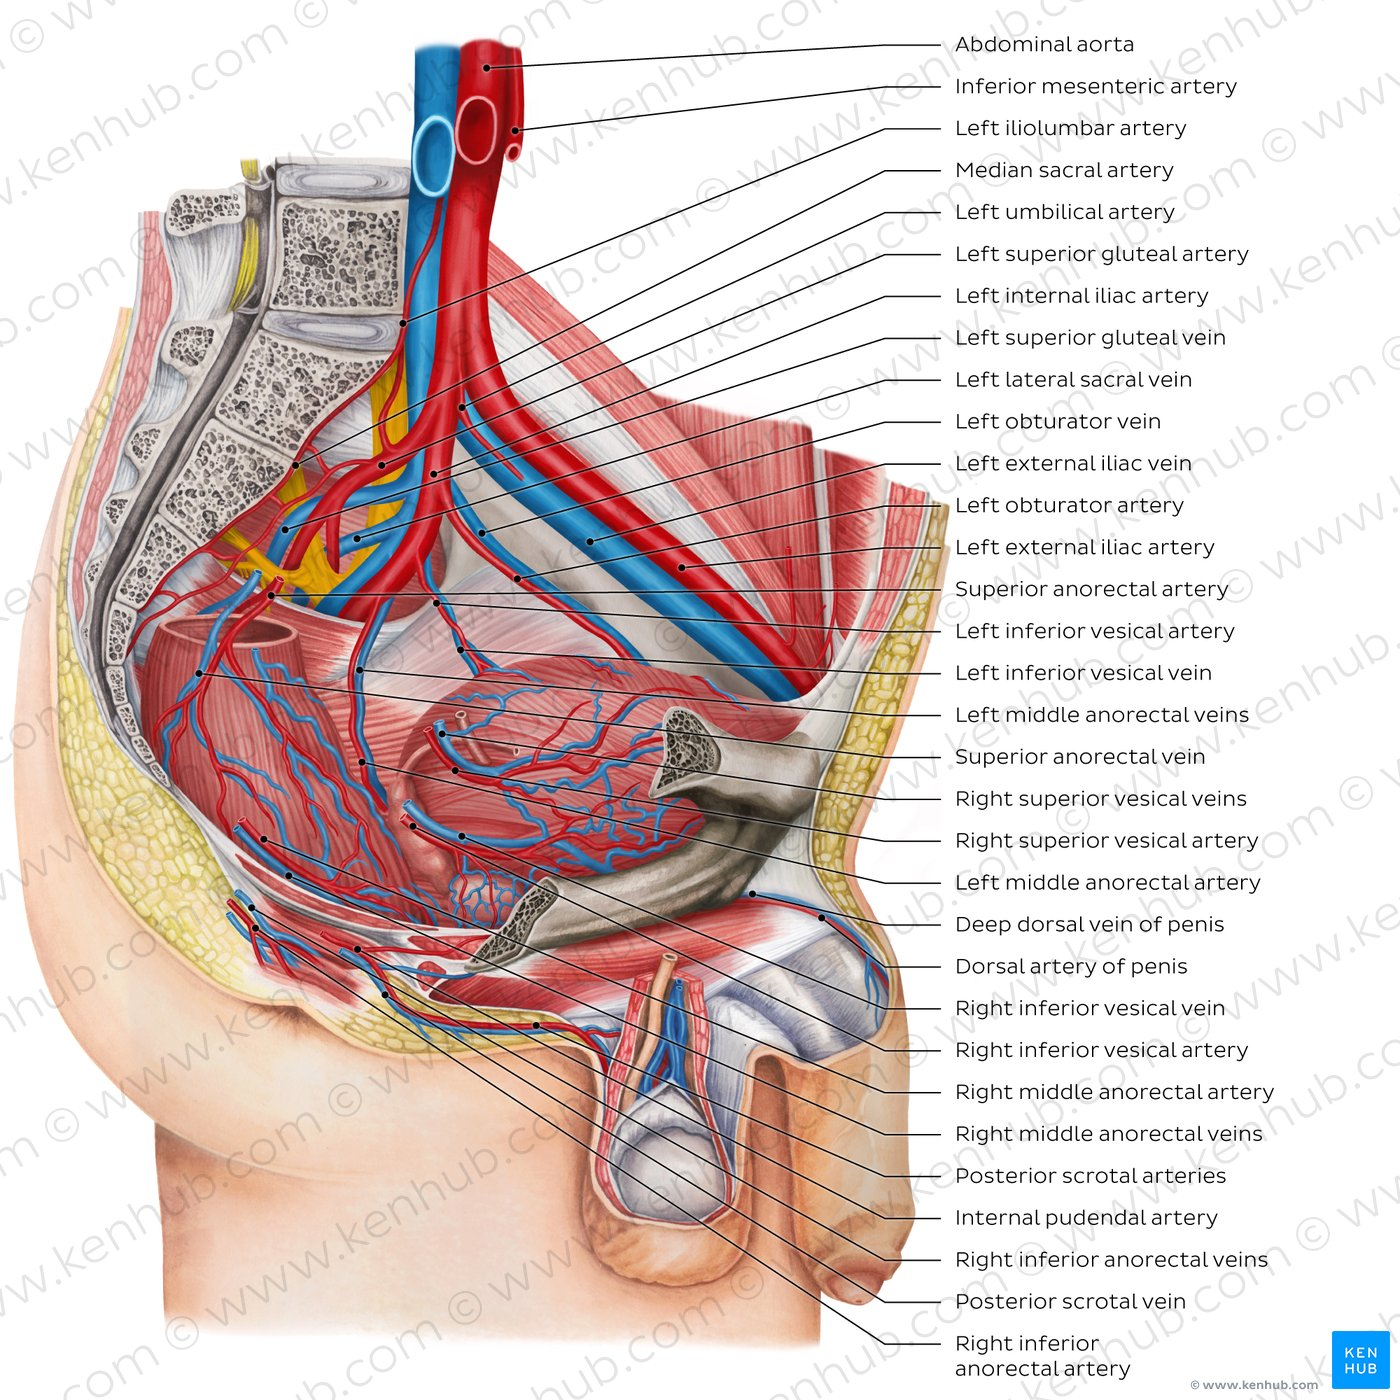 Abdominal aorta
Inferior mesenteric artery
Left iliolumbar artery
Median sacral artery
Left umbilical artery
Left superior gluteal artery
Left internal iliac artery
Left superior gluteal vein
Left lateral sacral vein
Left obturator vein
Left external iliac vein
Left obturator artery
Left external iliac artery
Superior anorectal artery
Left inferior vesical artery
Left inferior vesical vein
Left middle anorectal veins
Superior anorectal vein
Right superior vesical veins
Right superior vesical artery
Left middle anorectal artery
Deep dorsal vein of penis
Dorsal artery of penis
Right inferior vesical vein
Right inferior vesical artery
Right middle anorectal artery
Right middle anorectal veins
Posterior scrotal arteries
Internal pudendal artery
Right inferior anorectal veins
Posterior scrotal vein
Right inferior
anorectal artery
KEN
HUB
© www.kenhub.com